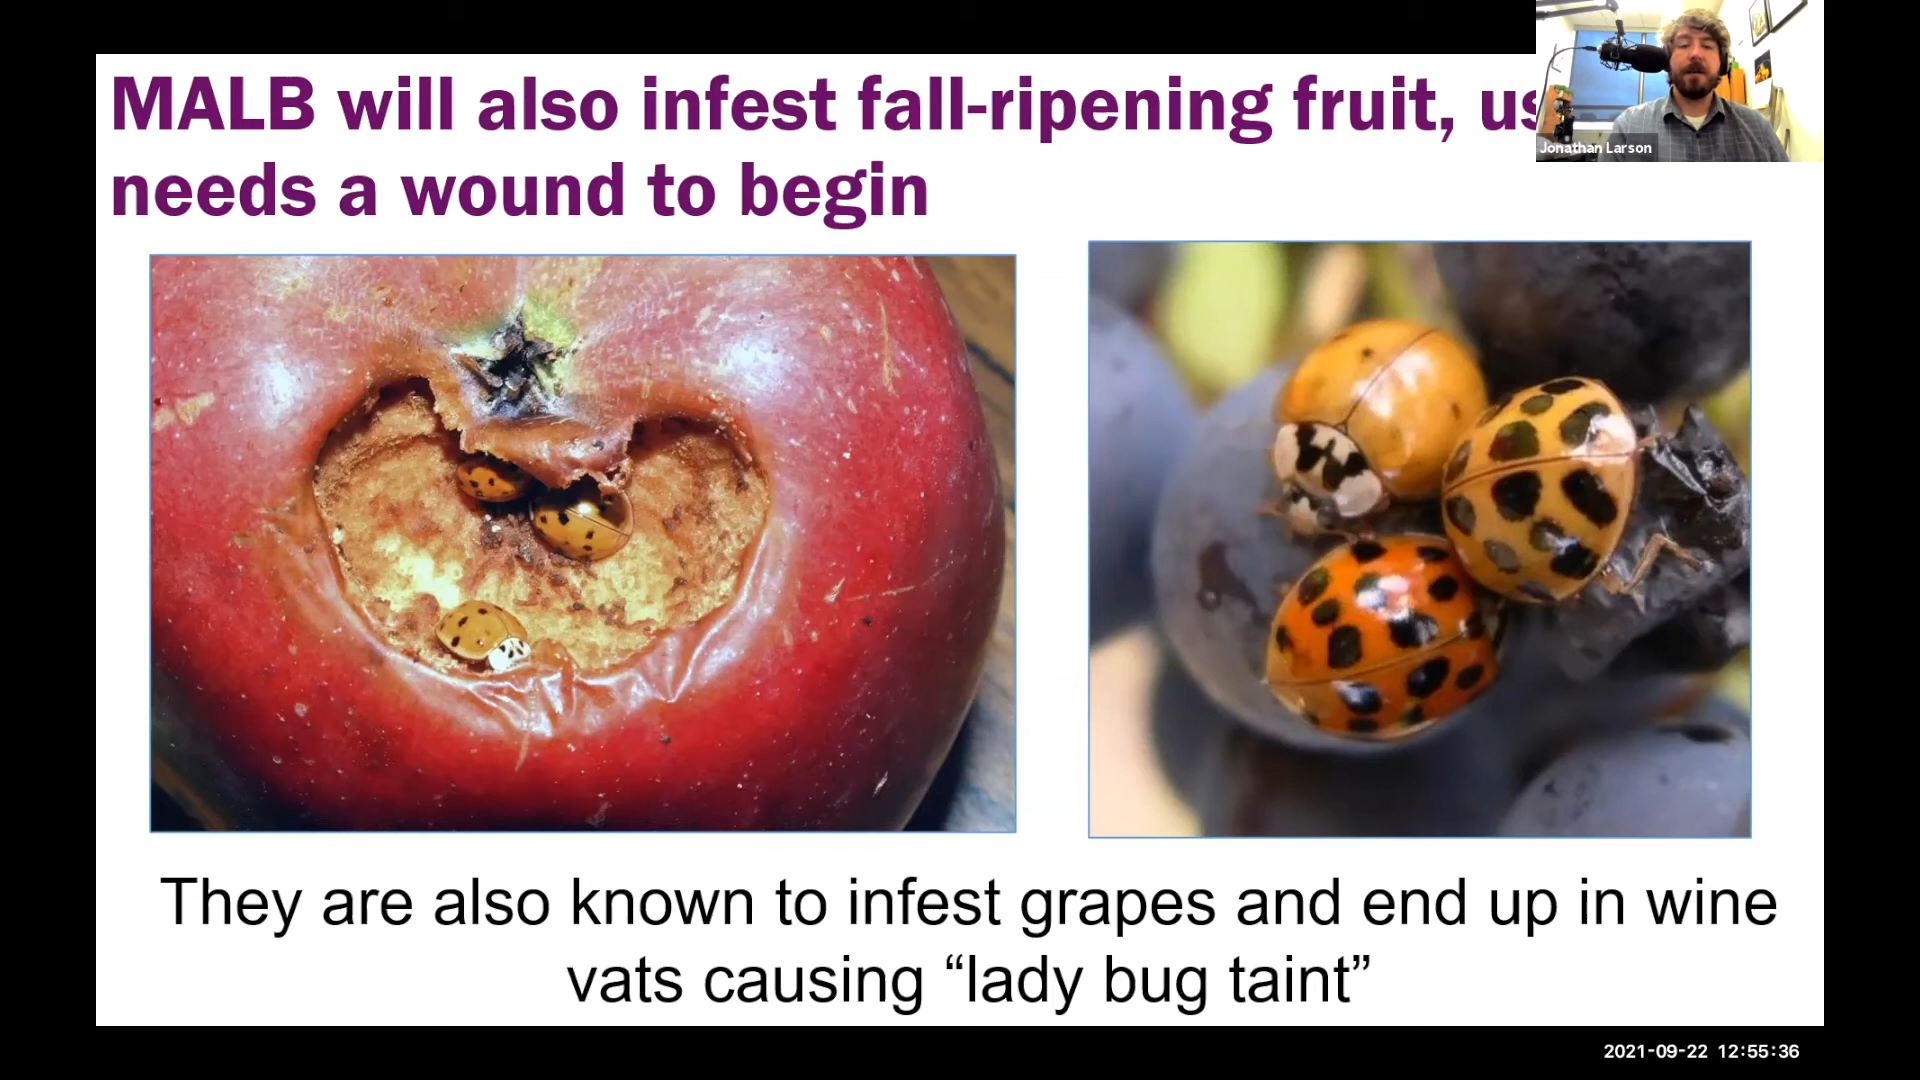 MALB will also infest fall-ripening fruit,
needs a wound to begin
Jonathan Larson
They are also known to infest grapes and end up in wine
vats causing “lady bug taint”
2021-09-22 12:55:36